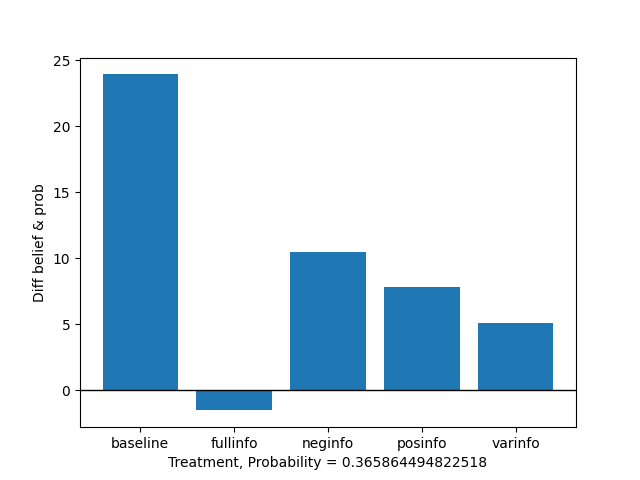 25
20
15
10
5
0
Diff belief & prob
baseline fullinfo neginfo posinfo varinfo
Treatment, Probability = 0.365864494822518